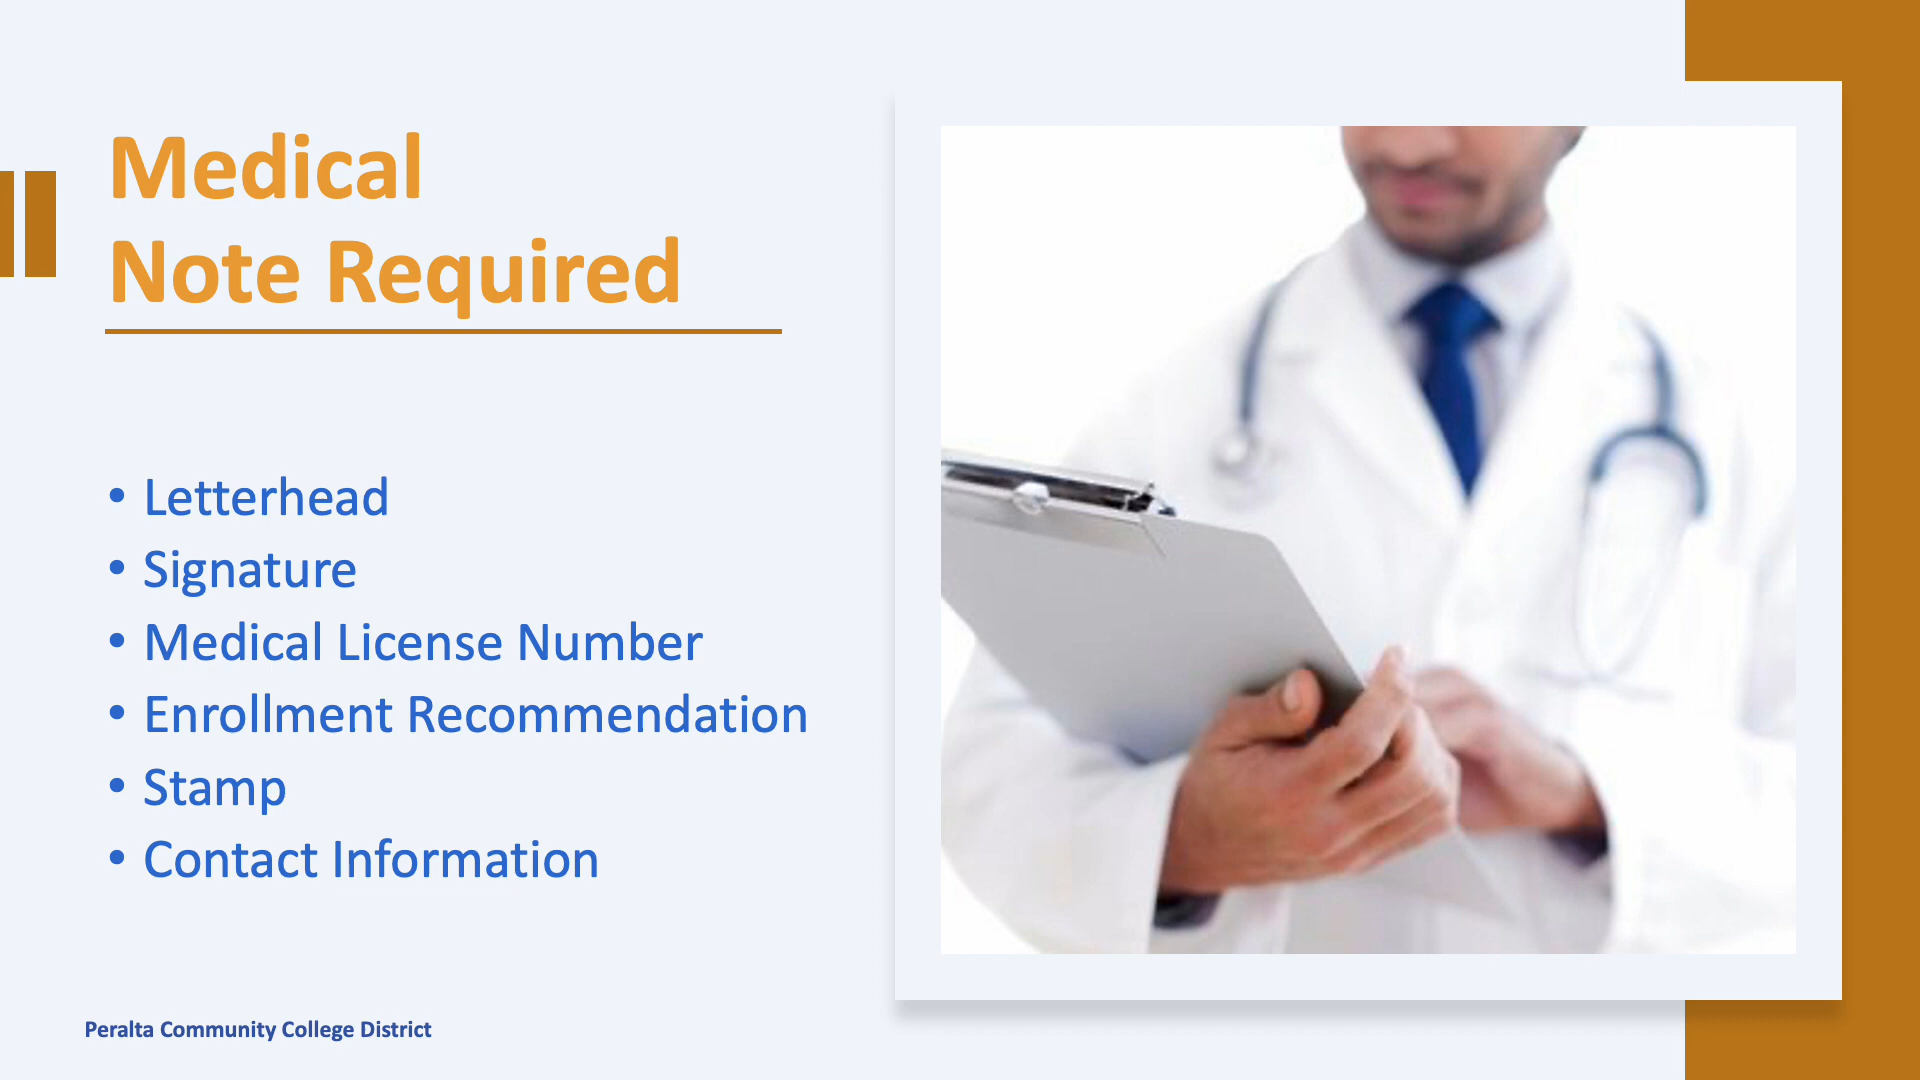 Medical
Note Required
• Letterhead
• Signature
• Medical License Number
• Enrollment Recommendation
• Stamp
• Contact Information
Peralta Community College District